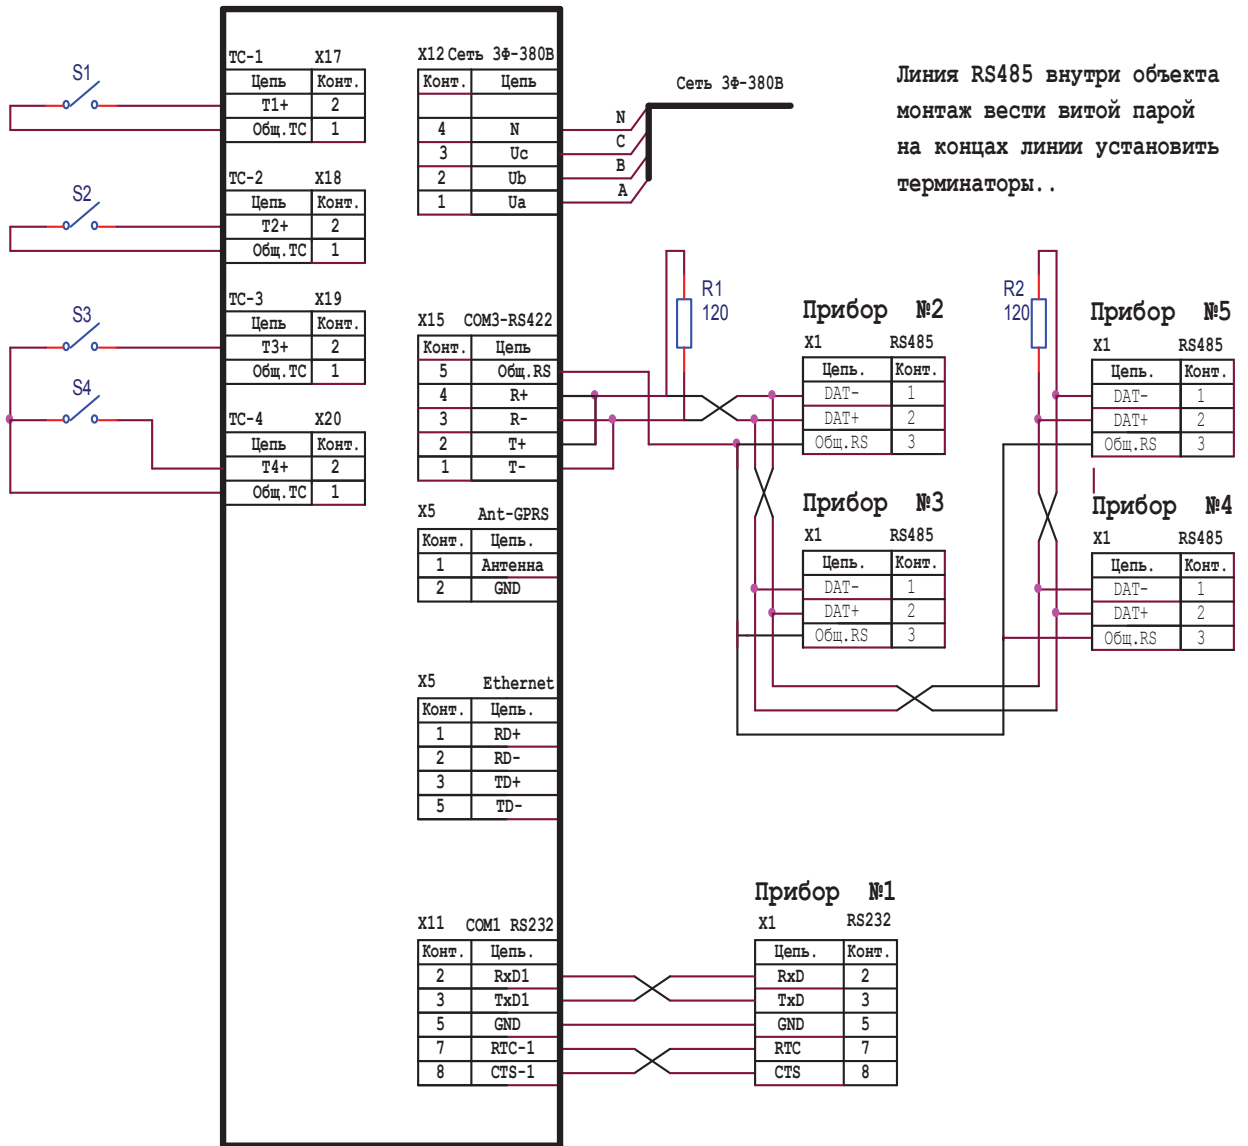 S1
ТС-1 X17
Цепь Конт.
Т1+ 2
Общ.ТС 1
S2
ТС-2 X18
Цепь Конт.
Т2+ 2
Общ.ТС 1
S3
ТС-3 X19
Цепь Конт.
Т3+ 2
Общ.ТС 1
S4
ТС-4 X20
Цепь Конт.
Т4+ 2
Общ.ТС 1
X12 Сеть 3Ф-380В
Конт. Цепь
4 N
3 Uc
2 Ub
1 Ua
Сеть 3Ф-380В
N
C
B
A
Линия RS485 внутри объекта
монтаж вести витой парой
на концах линии установить
терминаторы..
X15 COM3-RS422
Конт. Цепь
5 Общ.RS
4 R+
3 R-
2 T+
1 T-
R1
120
Прибор №2
X1 RS485
Цепь. Конт.
DAT- 1
DAT+ 2
Общ.RS 3
R2
120
Прибор №5
X1 RS485
Цепь. Конт.
DAT- 1
DAT+ 2
Общ.RS 3
X5 Ant-GPRS
Конт. Цепь.
1 Антенна
2 GND
Прибор №3
X1 RS485
Цепь. Конт.
DAT- 1
DAT+ 2
Общ.RS 3
Прибор №4
X1 RS485
Цепь. Конт.
DAT- 1
DAT+ 2
Общ.RS 3
X5 Ethernet
Конт. Цепь.
1 RD+
2 RD-
3 TD+
5 TD-
X11 COM1 RS232
Конт. Цепь.
2 RxD1
3 TxD1
5 GND
7 RTC-1
8 CTS-1
Прибор №1
X1 RS232
Цепь. Конт.
RxD 2
TxD 3
GND 5
RTC 7
CTS 8